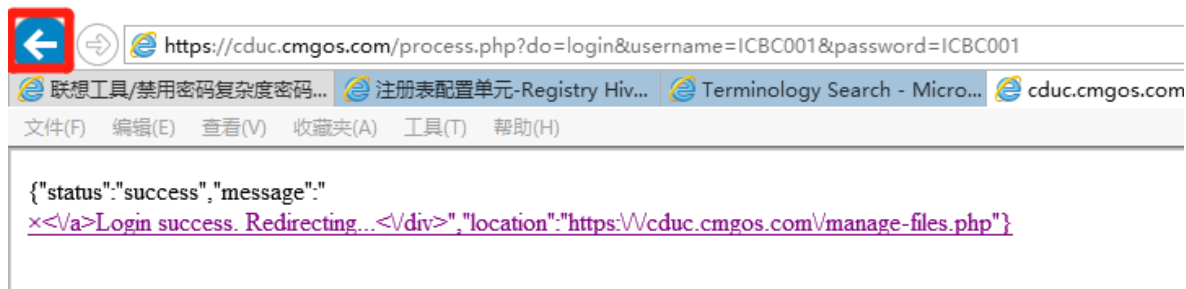 https://cduc.cmgos.com/process.php?do=login&username=ICBC001&password=ICBC001
联想工具/禁用密码复杂度密码... 注册表配置单元-Registry Hiv... Terminology Search - Micro... cduc.cmgos.com
文件(F) 编辑(E) 查看(V) 收藏夹(A) 工具(T) 帮助(H)
{"status":"success","message":"
×<\/a>Login success. Redirecting...<\/div>","location":"https:\/\/cduc.cmgos.com\/manage-files.php"}